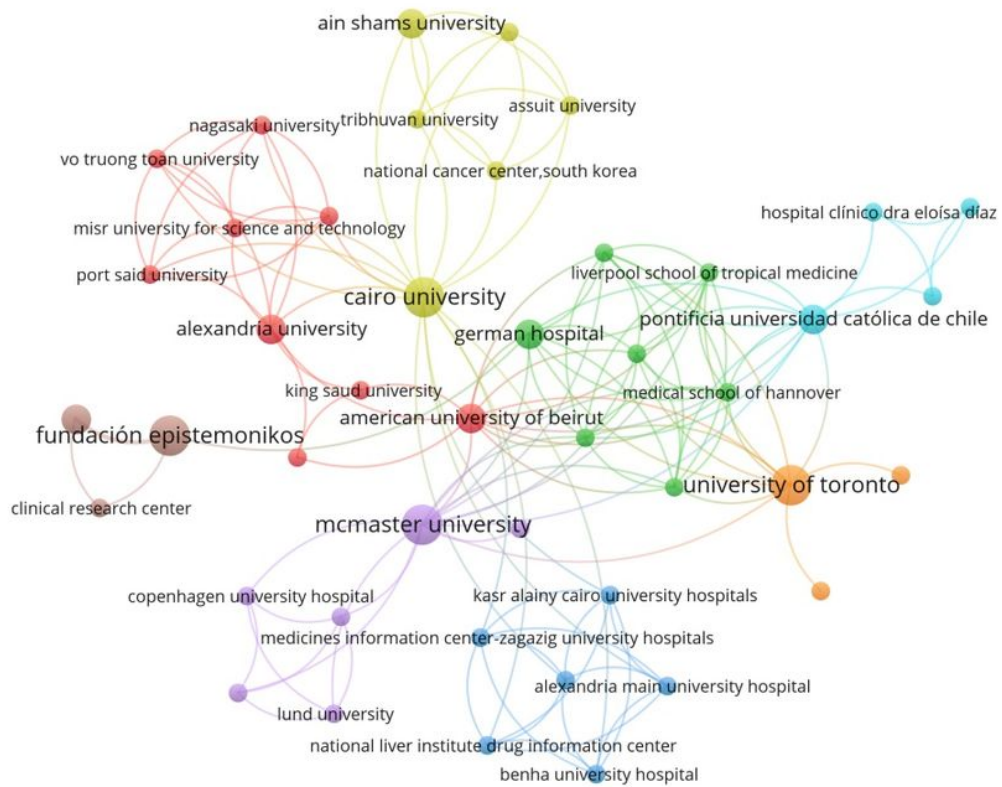 ain shams university
assuit university
tribhuvan university
nagasaki university
vo truong toan university
national cancer center,south korea
hospital clínico dra eloísa díaz
misr university for science and technology
port said university
liverpool school of tropical medicine
cairo university
pontificia universidad católica de chile
alexandria university
german hospital
king saud university
medical school of hannover
american university of beirut
fundación epistemonikos
university of toronto
clinical research center
mcmaster university
copenhagen university hospital
kasr alainy cairo university hospitals
medicines information center-zagazig university hospitals
alexandria main university hospital
lund university
national liver institute drug information center
benha university hospital